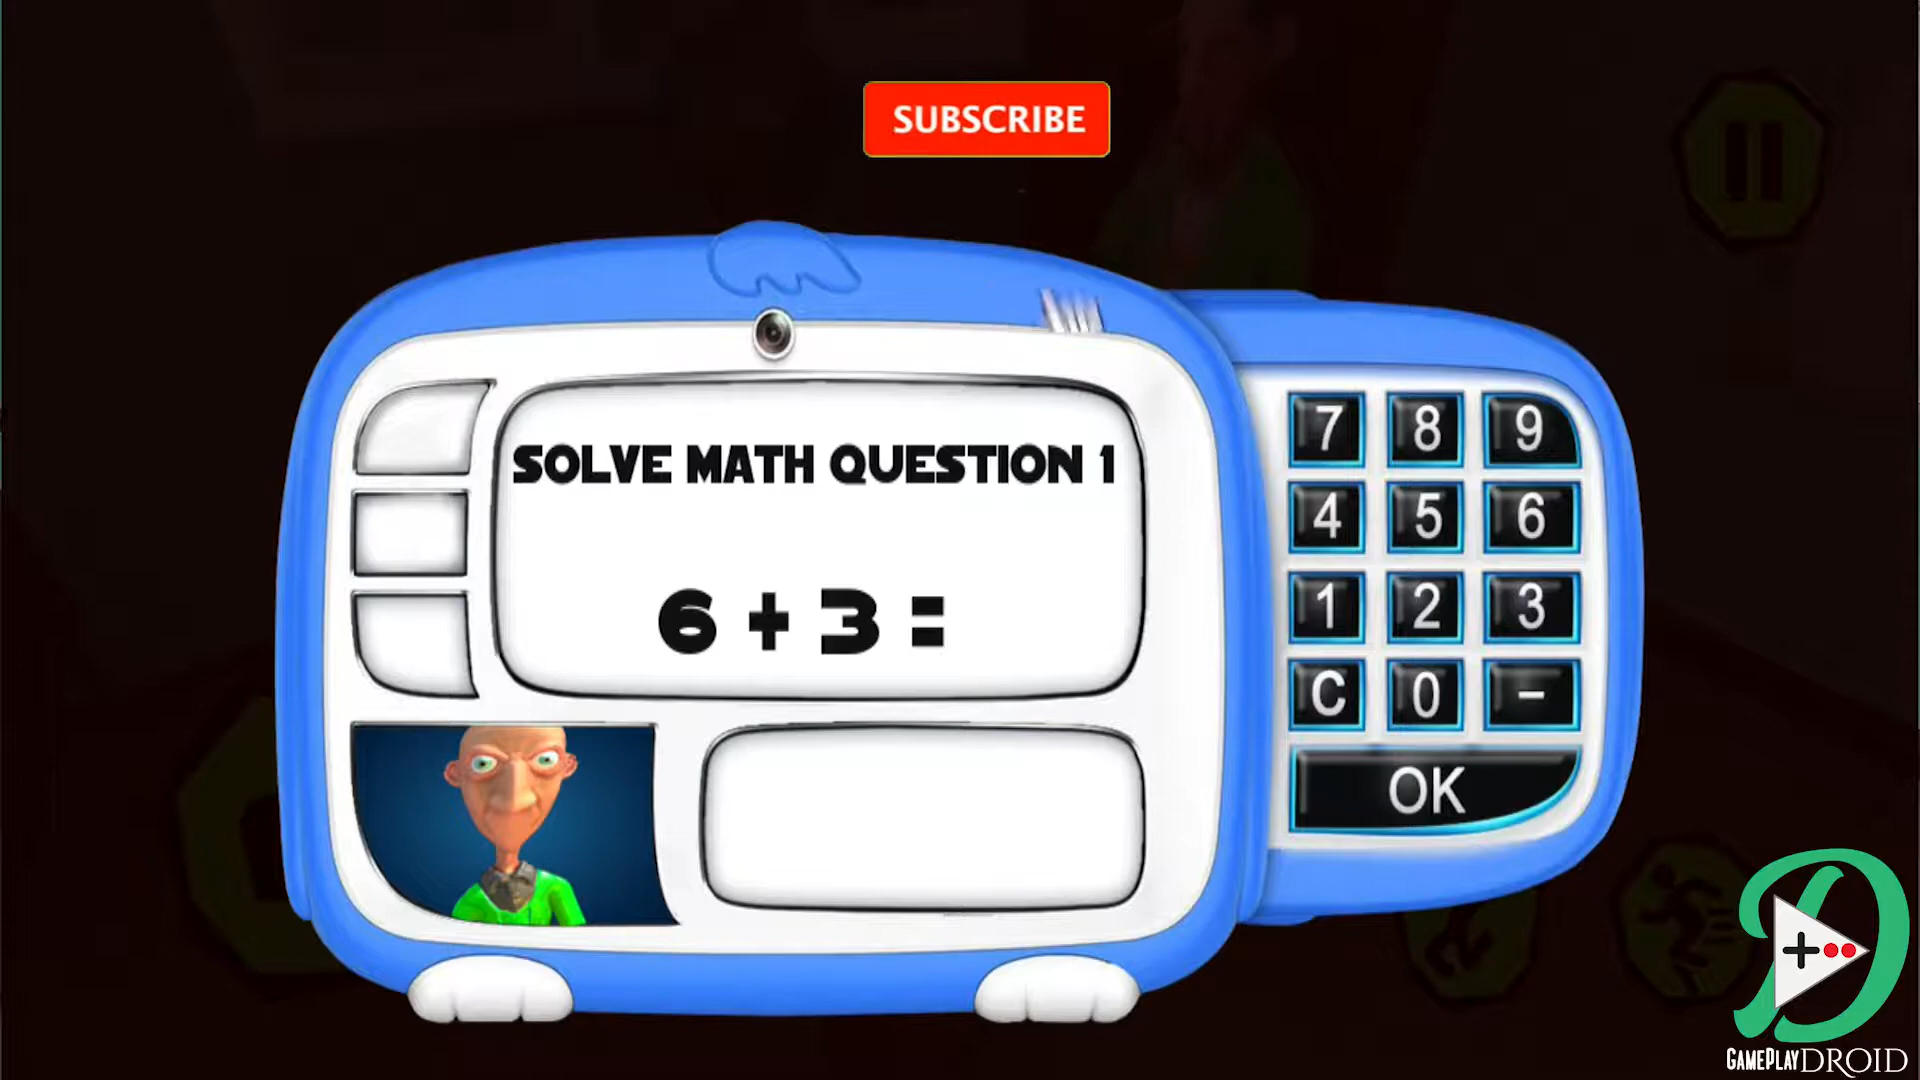 SUBSCRIBE
SOLVE MATH QUESTION 1
6 + 3 =
7 8 9
4 5 6
1 2 3
C 0 -
OK
GAMEPLAYDROID